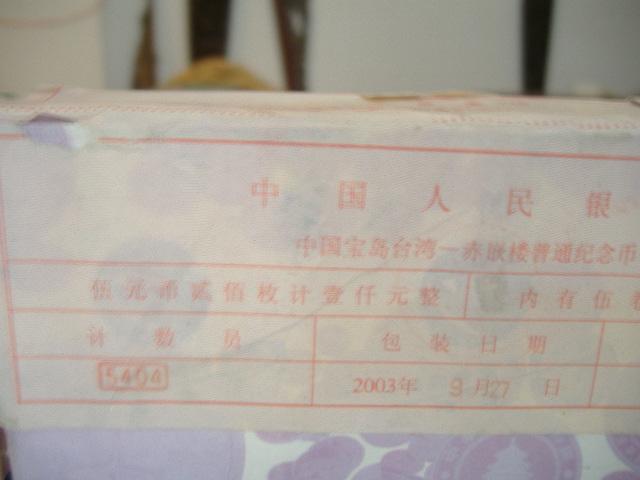 中国人民银
中国宝岛台湾—赤嵌楼普通纪念币
伍元币贰佰枚计壹仟元整 内有伍卷
计数员 包装日期
5404 2003年 9月27日